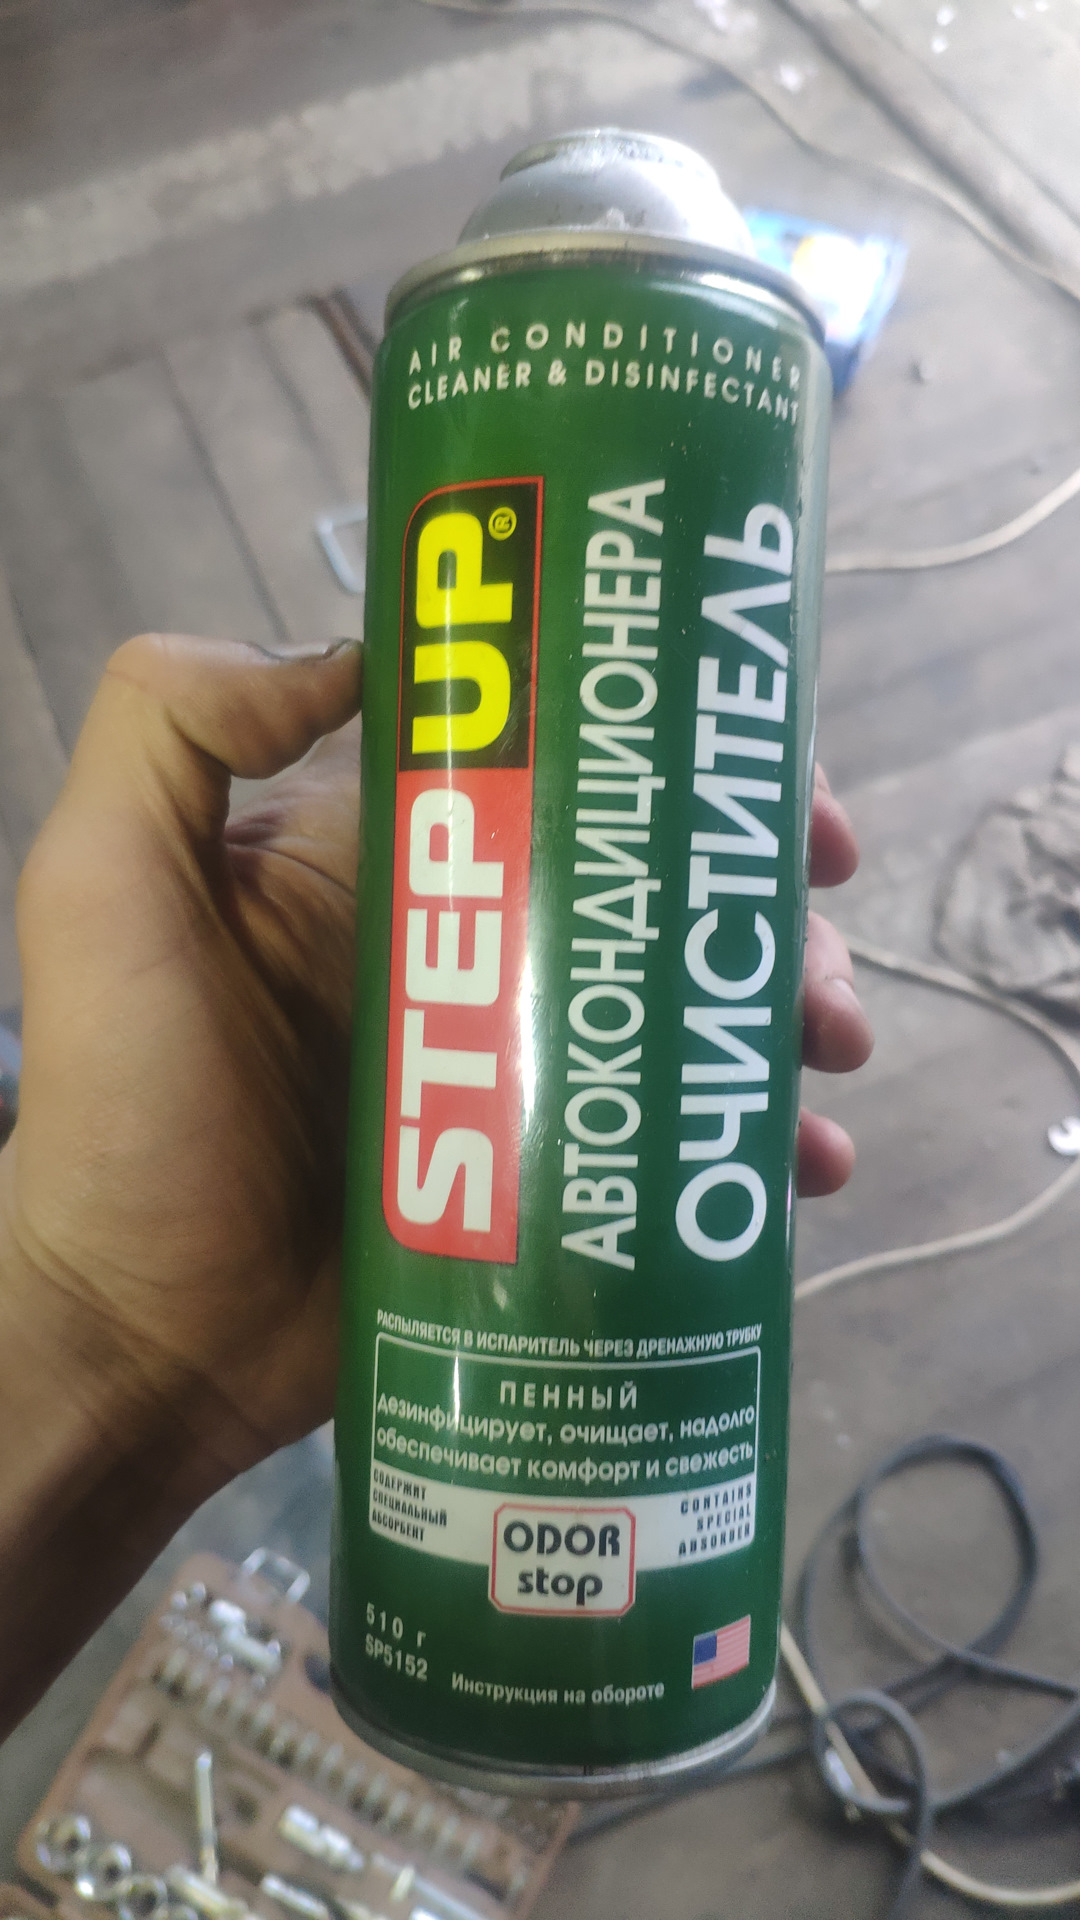 AIR CONDITIONER
CLEANER & DISINFECTANT
STEP UP®
АВТОКОНДИЦИОНЕРА
ОЧИСТИТЕЛЬ
РАСПЫЛЯЕТСЯ В ИСПАРИТЕЛЬ ЧЕРЕЗ ДРЕНАЖНУЮ ТРУБКУ
ПЕННЫЙ
дезинфицирует, очищает, надолго
обеспечивает комфорт и свежесть
СОДЕРЖИТ
СПЕЦИАЛЬНЫЙ
АБСОРБЕНТ
ODOR
stop
CONTAINS
SPECIAL
ABSORBER
510 г
SP5152
Инструкция на обороте